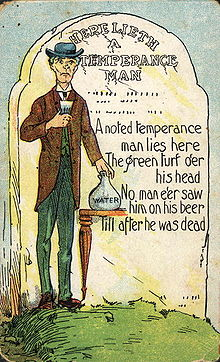 HERE LIETH
A
TEMPERANCE
MAN
A noted temperance
man lies here
The green turf o'er
his head
No man e'er saw
him on his beer
Till after he was dead
WATER